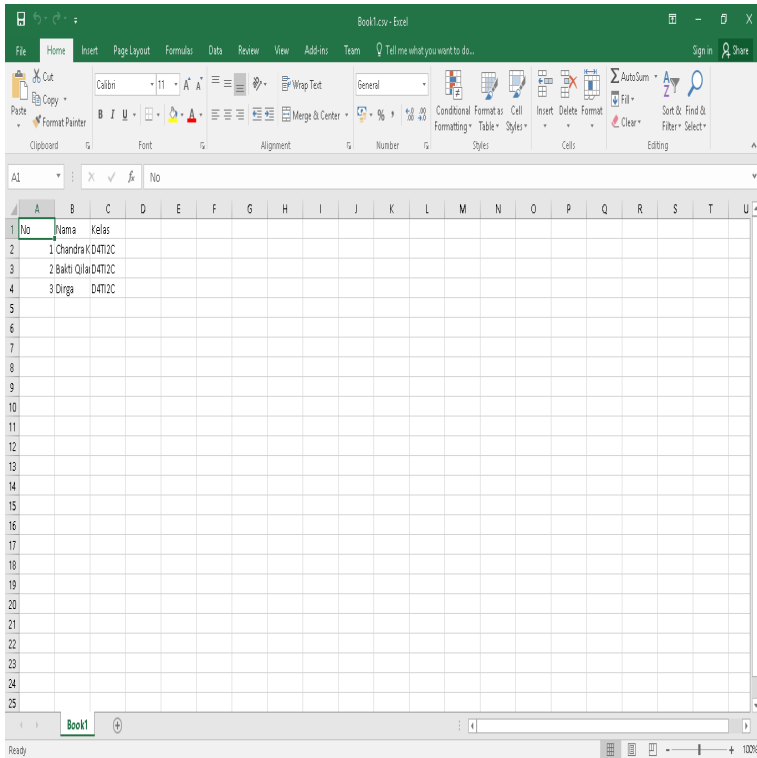 Book1.csv - Excel
File Home Insert Page Layout Formulas Data Review View Add-ins Team Tell me what you want to do... Sign in Share
Cut Calibri 11 A A Wrap Text General AutoSum
Copy Fill
Paste Format Painter B I U A Merge & Center % , .00 Conditional Format as Cell Insert Delete Format Clear Sort & Find &
Formatting Table Styles Filter Select
Clipboard Font Alignment Number Styles Cells Editing
A1 fx No
A B C D E F G H I J K L M N O P Q R S T U
1 No Nama Kelas
2 1 Chandra K D4TI2C
3 2 Bakti Qila D4TI2C
4 3 Dirga D4TI2C
5
6
7
8
9
10
11
12
13
14
15
16
17
18
19
20
21
22
23
24
25
Book1
Ready 100%